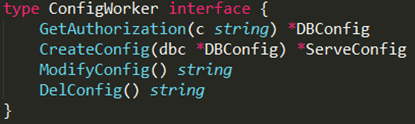 type ConfigWorker interface {
    GetAuthorization(c string) *DBConfig
    CreateConfig(dbc *DBConfig) *ServeConfig
    ModifyConfig() string
    DelConfig() string
}